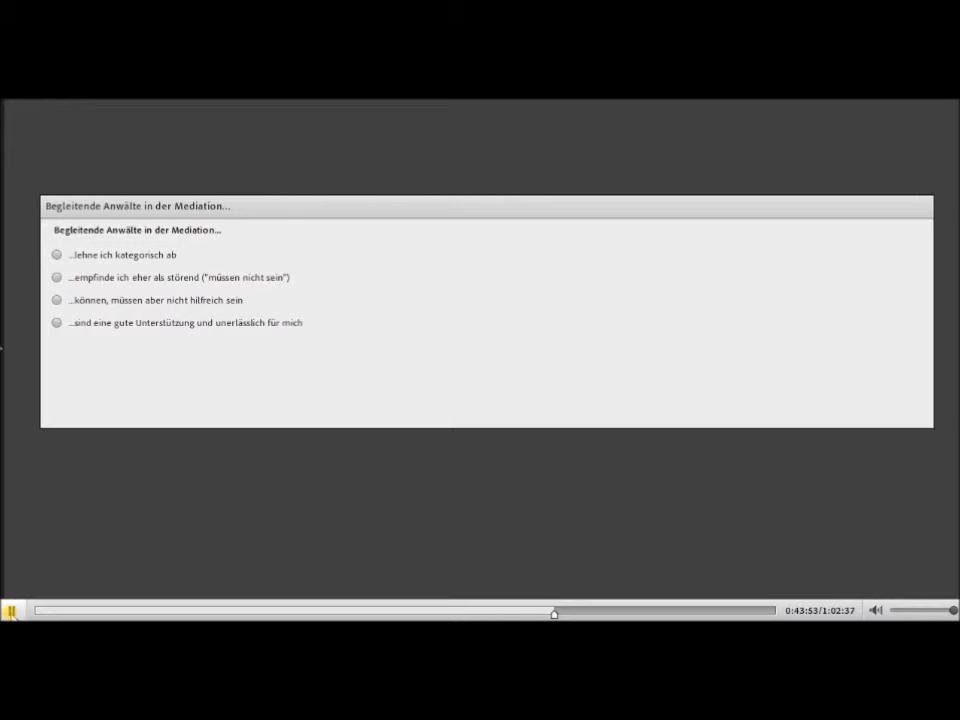 Begleitende Anwälte in der Mediation...
Begleitende Anwälte in der Mediation...
...lehne ich kategorisch ab
...empfinde ich eher als störend ("müssen nicht sein")
...können, müssen aber nicht hilfreich sein
...sind eine gute Unterstützung und unerlässlich für mich
0:43:53/1:02:37